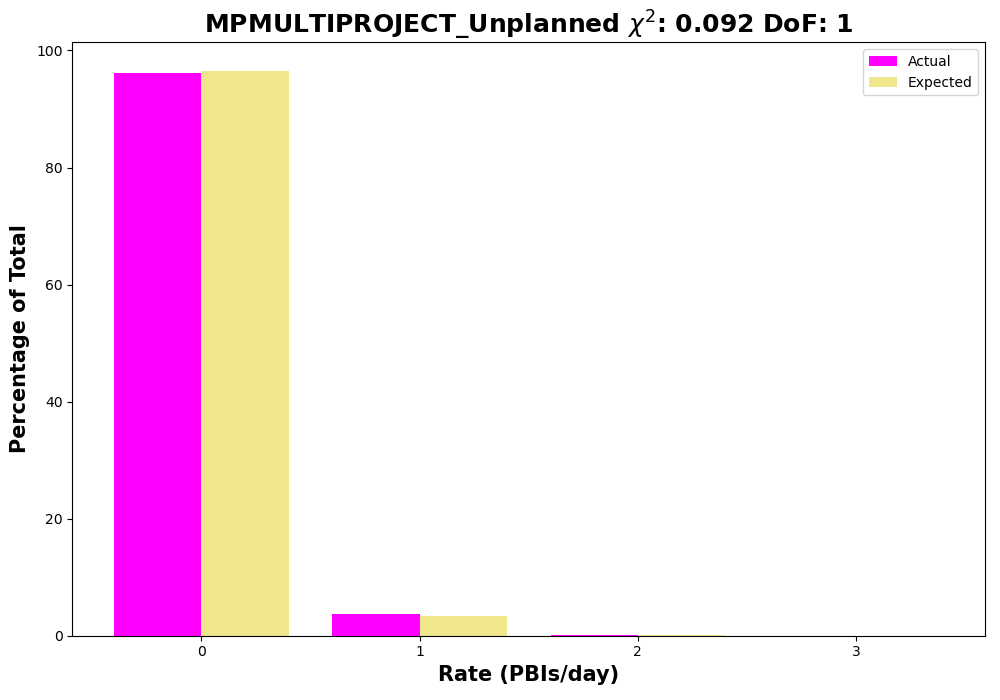 MPMULTIPROJECT_Unplanned χ²: 0.092 DoF: 1
Actual
Expected
Percentage of Total
100
80
60
40
20
0
0 1 2 3
Rate (PBIs/day)